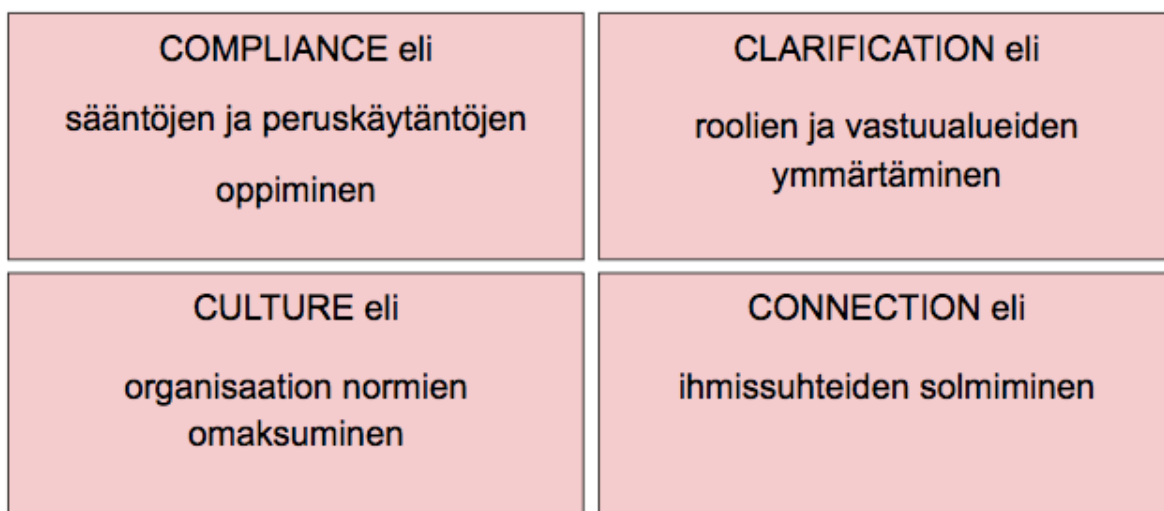 COMPLIANCE eli
sääntöjen ja peruskäytäntöjen
oppiminen
CLARIFICATION eli
roolien ja vastuualueiden
ymmärtäminen
CULTURE eli
organisaation normien
omaksuminen
CONNECTION eli
ihmissuhteiden solmiminen